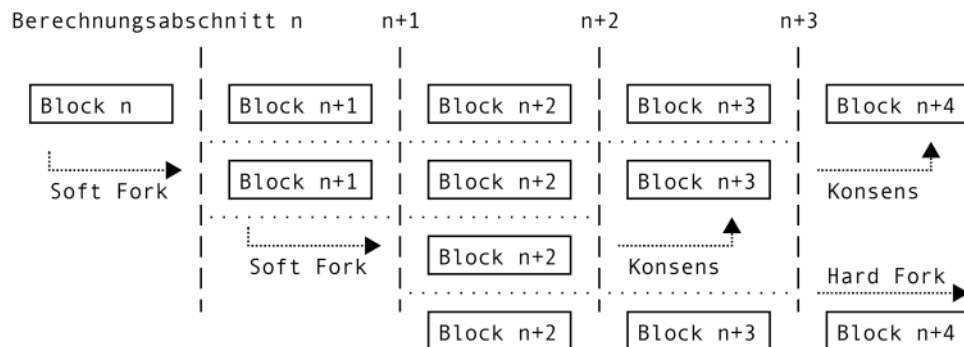 Berechnungsabschnitt n n+1 n+2 n+3
Block n Block n+1 Block n+2 Block n+3 Block n+4
Soft Fork Block n+1 Block n+2 Block n+3 Konsens
Soft Fork Block n+2 Konsens
Hard Fork
Block n+2 Block n+3 Block n+4